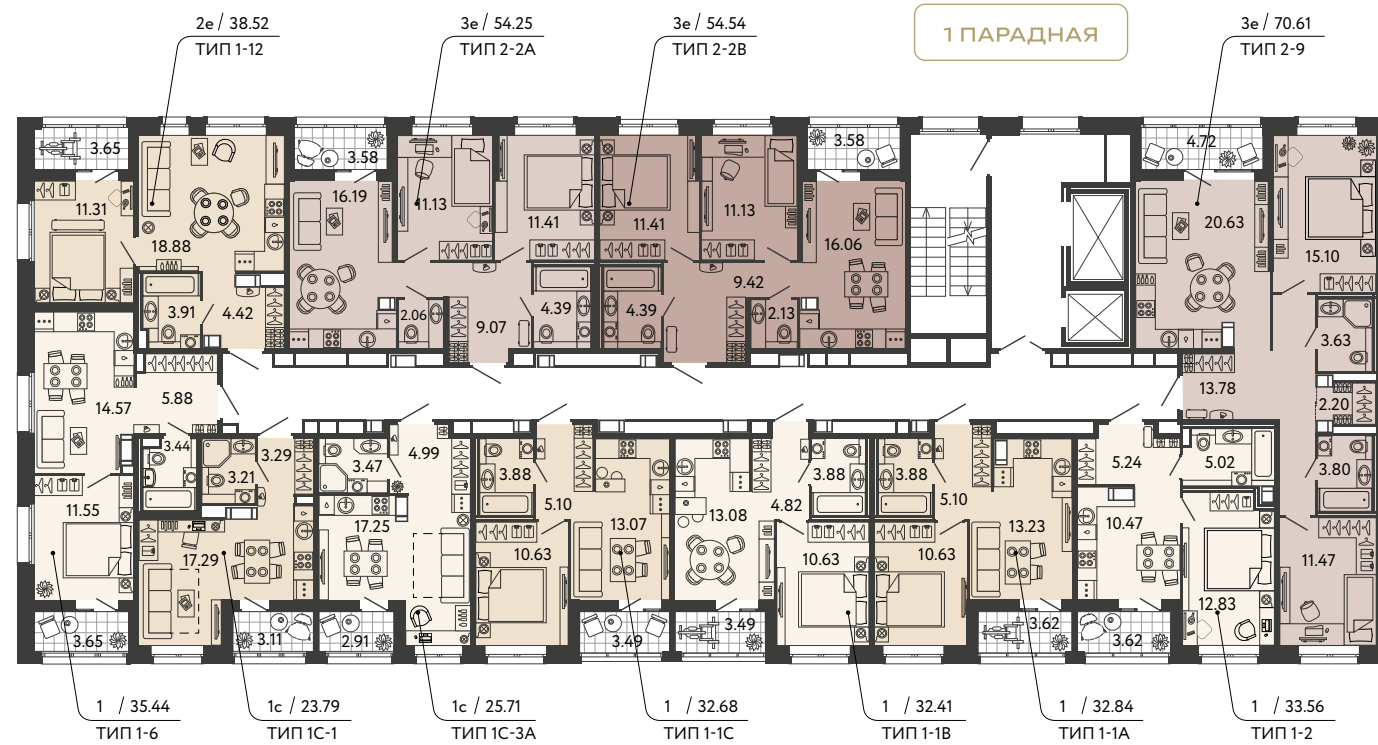 2е / 38.52
ТИП 1-12
3е / 54.25
ТИП 2-2А
3е / 54.54
ТИП 2-2В
1 ПАРАДНАЯ
3е / 70.61
ТИП 2-9
3.65
3.58
3.58
4.72
11.31
18.88
16.19
11.13
11.41
11.41
11.13
16.06
20.63
15.10
3.91
4.42
2.06
9.07
4.39
4.39
9.42
2.13
3.63
14.57
5.88
13.78
2.20
3.44
3.21
3.29
3.47
4.99
3.88
5.10
13.07
13.08
4.82
3.88
3.88
5.10
13.23
5.24
5.02
3.80
11.55
17.29
17.25
10.63
10.63
10.63
10.47
12.83
11.47
3.65
3.11
2.91
3.49
3.49
3.62
3.62
1 / 35.44
ТИП 1-6
1с / 23.79
ТИП 1С-1
1с / 25.71
ТИП 1С-3А
1 / 32.68
ТИП 1-1С
1 / 32.41
ТИП 1-1В
1 / 32.84
ТИП 1-1А
1 / 33.56
ТИП 1-2